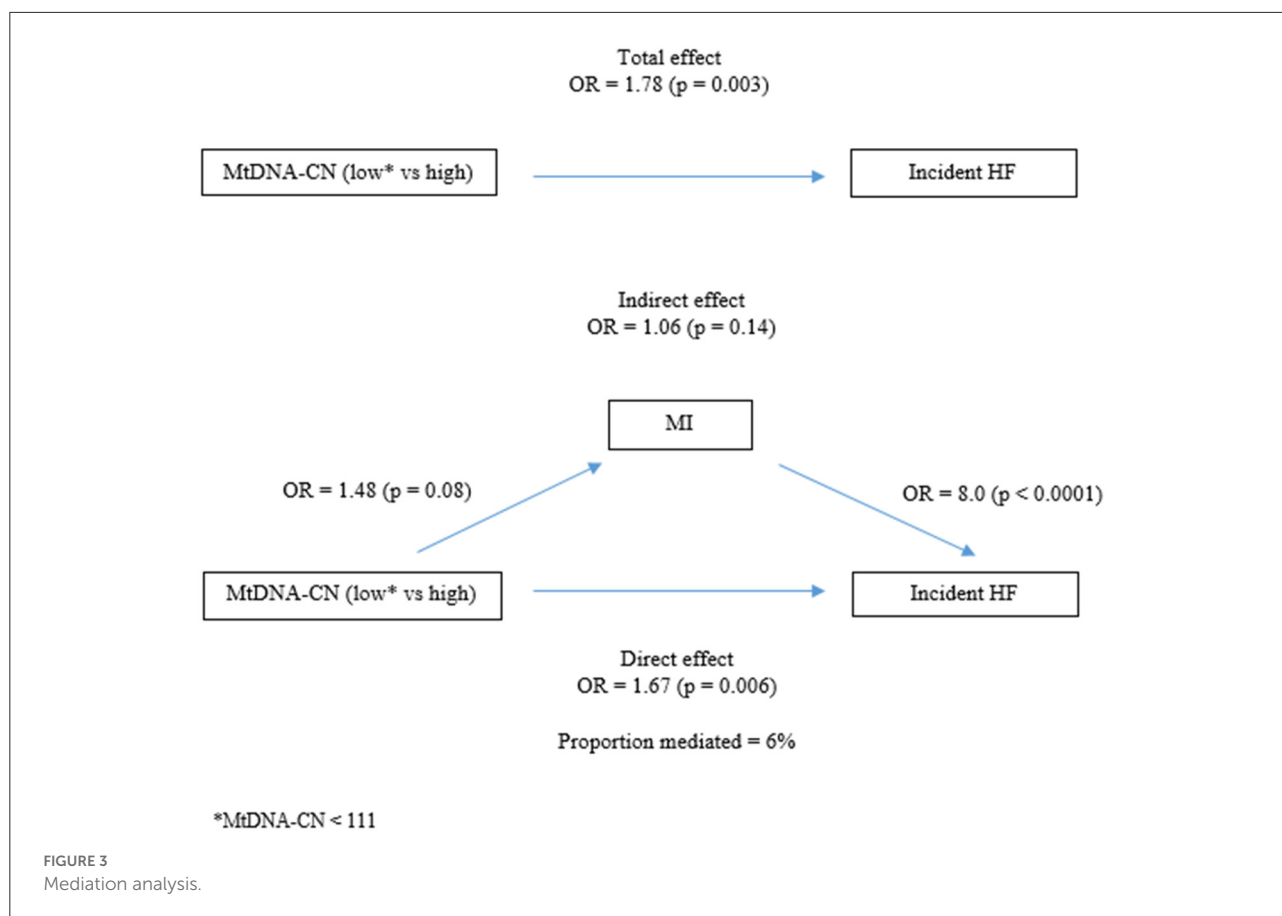 Total effect
OR = 1.78 (p = 0.003)
MtDNA-CN (low* vs high)
Incident HF
Indirect effect
OR = 1.06 (p = 0.14)
MI
OR = 1.48 (p = 0.08)
OR = 8.0 (p < 0.0001)
MtDNA-CN (low* vs high)
Incident HF
Direct effect
OR = 1.67 (p = 0.006)
Proportion mediated = 6%
*MtDNA-CN < 111
FIGURE 3
Mediation analysis.